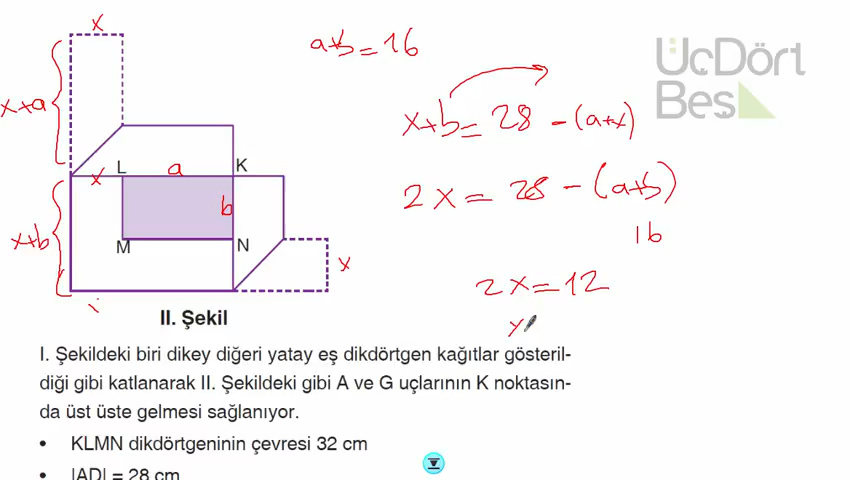 x
a+b=16
ÜçDört
Beş
x+a
x+b=28 -(a+x)
L
K
x
a
2x=28-(a+b)
b
16
x+b
M
N
x
2x=12
x
II. Şekil
I. Şekildeki biri dikey diğeri yatay eş dikdörtgen kağıtlar gösteril-
diği gibi katlanarak II. Şekildeki gibi A ve G uçlarının K noktasın-
da üst üste gelmesi sağlanıyor.
• KLMN dikdörtgeninin çevresi 32 cm
• |AD| = 28 cm